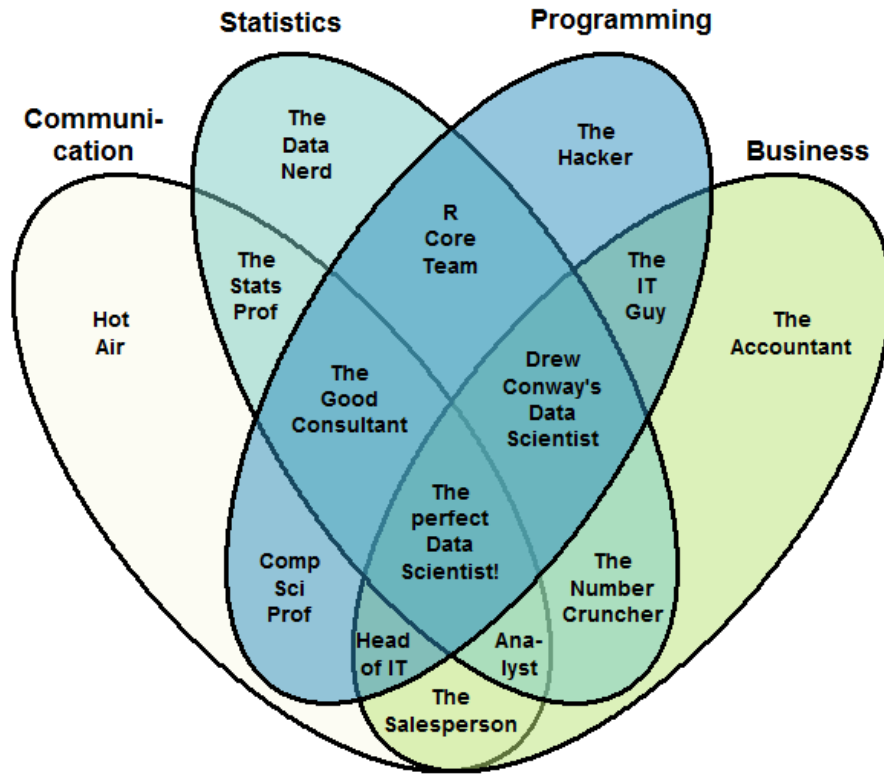 Statistics
Programming
Communi-
cation
Business
The
Data
Nerd
The
Hacker
R
Core
Team
The
Stats
Prof
The
IT
Guy
Hot
Air
The
Accountant
The
Good
Consultant
Drew
Conway's
Data
Scientist
The
perfect
Data
Scientist!
Comp
Sci
Prof
The
Number
Cruncher
Head
of IT
Ana-
lyst
The
Salesperson